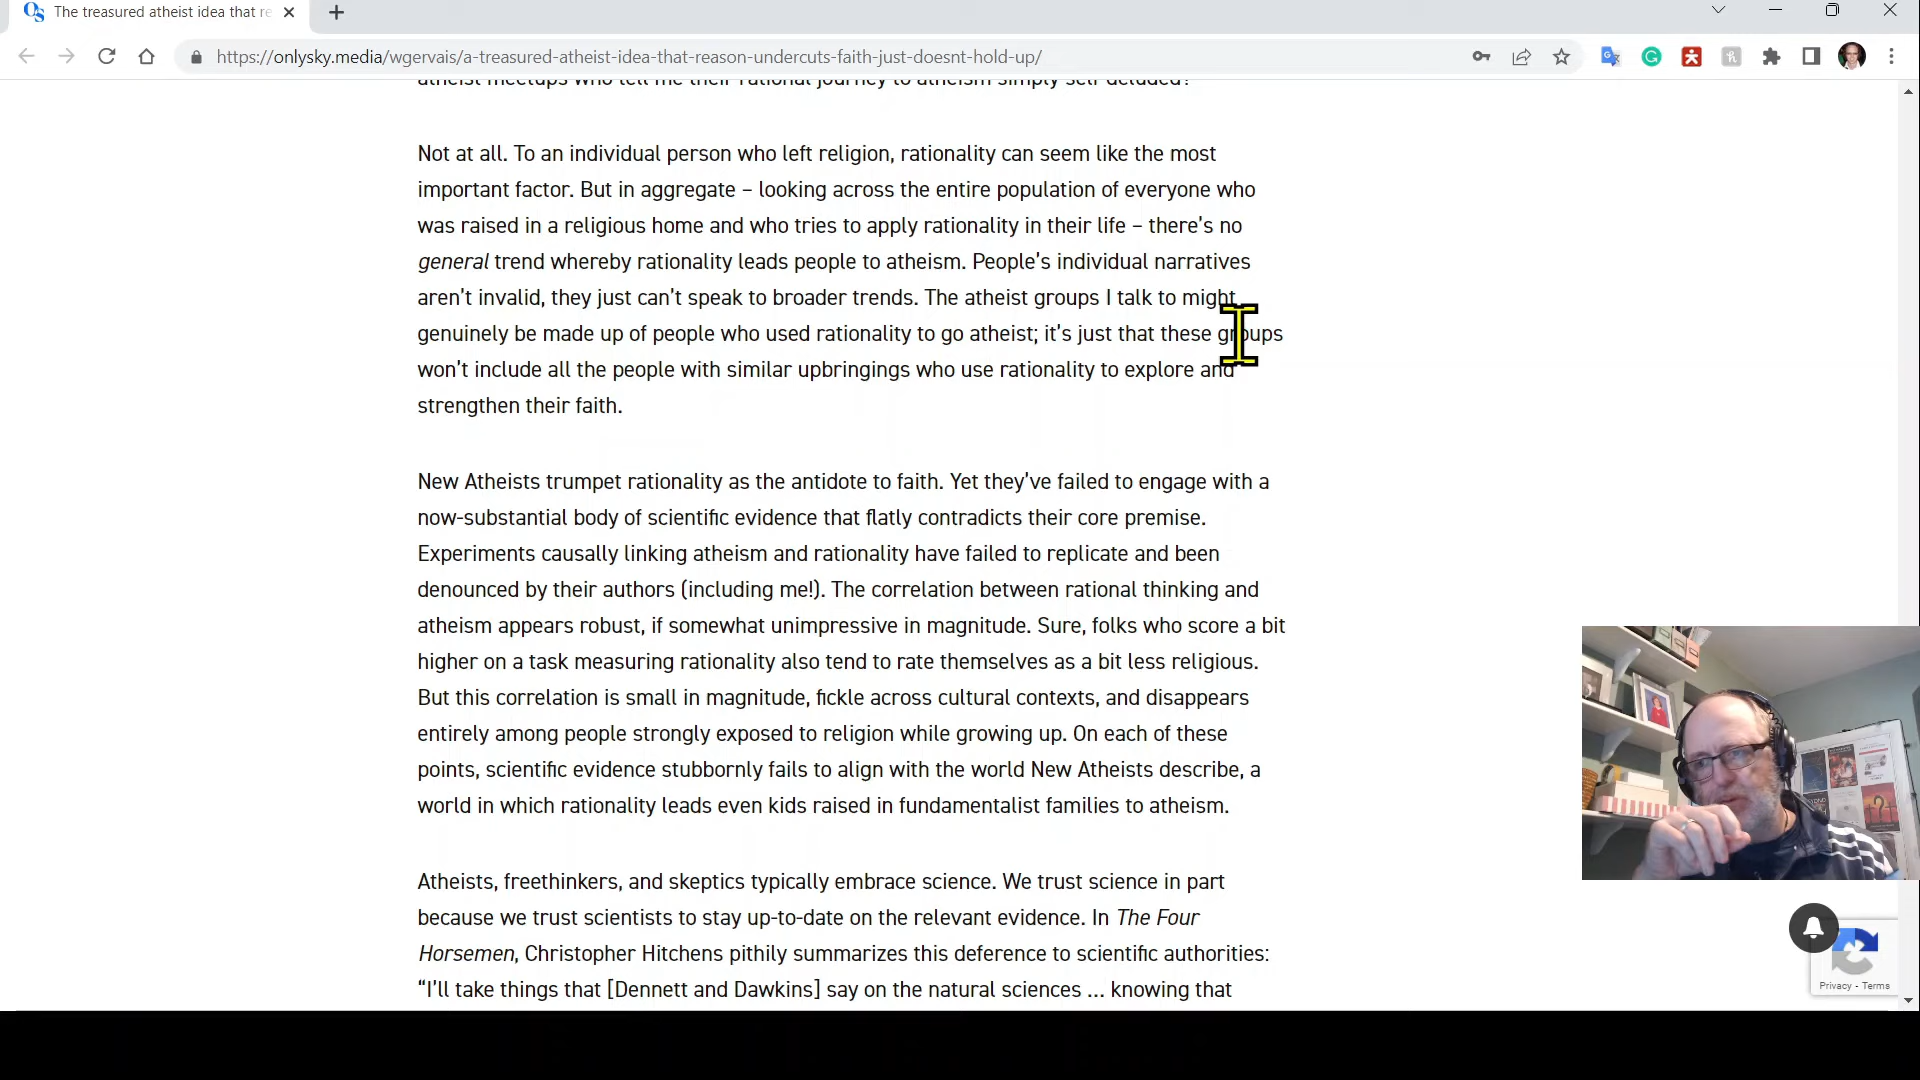 The treasured atheist idea that re
https://onlysky.media/wgervais/a-treasured-atheist-idea-that-reason-undercuts-faith-just-doesnt-hold-up/
atheist meetups who tell me their rational journey to atheism simply self-deluded?
Not at all. To an individual person who left religion, rationality can seem like the most
important factor. But in aggregate – looking across the entire population of everyone who
was raised in a religious home and who tries to apply rationality in their life – there’s no
general trend whereby rationality leads people to atheism. People’s individual narratives
aren’t invalid, they just can’t speak to broader trends. The atheist groups I talk to might
genuinely be made up of people who used rationality to go atheist; it’s just that these groups
won’t include all the people with similar upbringings who use rationality to explore and
strengthen their faith.
New Atheists trumpet rationality as the antidote to faith. Yet they’ve failed to engage with a
now-substantial body of scientific evidence that flatly contradicts their core premise.
Experiments causally linking atheism and rationality have failed to replicate and been
denounced by their authors (including me!). The correlation between rational thinking and
atheism appears robust, if somewhat unimpressive in magnitude. Sure, folks who score a bit
higher on a task measuring rationality also tend to rate themselves as a bit less religious.
But this correlation is small in magnitude, fickle across cultural contexts, and disappears
entirely among people strongly exposed to religion while growing up. On each of these
points, scientific evidence stubbornly fails to align with the world New Atheists describe, a
world in which rationality leads even kids raised in fundamentalist families to atheism.
Atheists, freethinkers, and skeptics typically embrace science. We trust science in part
because we trust scientists to stay up-to-date on the relevant evidence. In The Four
Horsemen, Christopher Hitchens pithily summarizes this deference to scientific authorities:
“I’ll take things that [Dennett and Dawkins] say on the natural sciences ... knowing that
Privacy - Terms